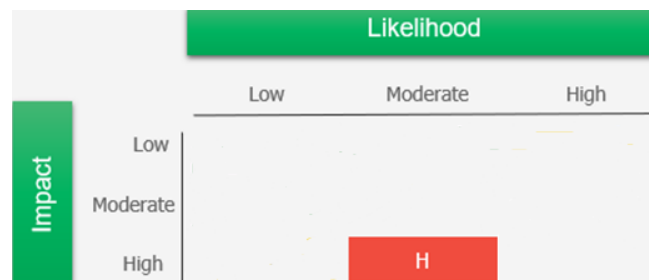 Likelihood
Low Moderate High
Impact
Low
Moderate
High H